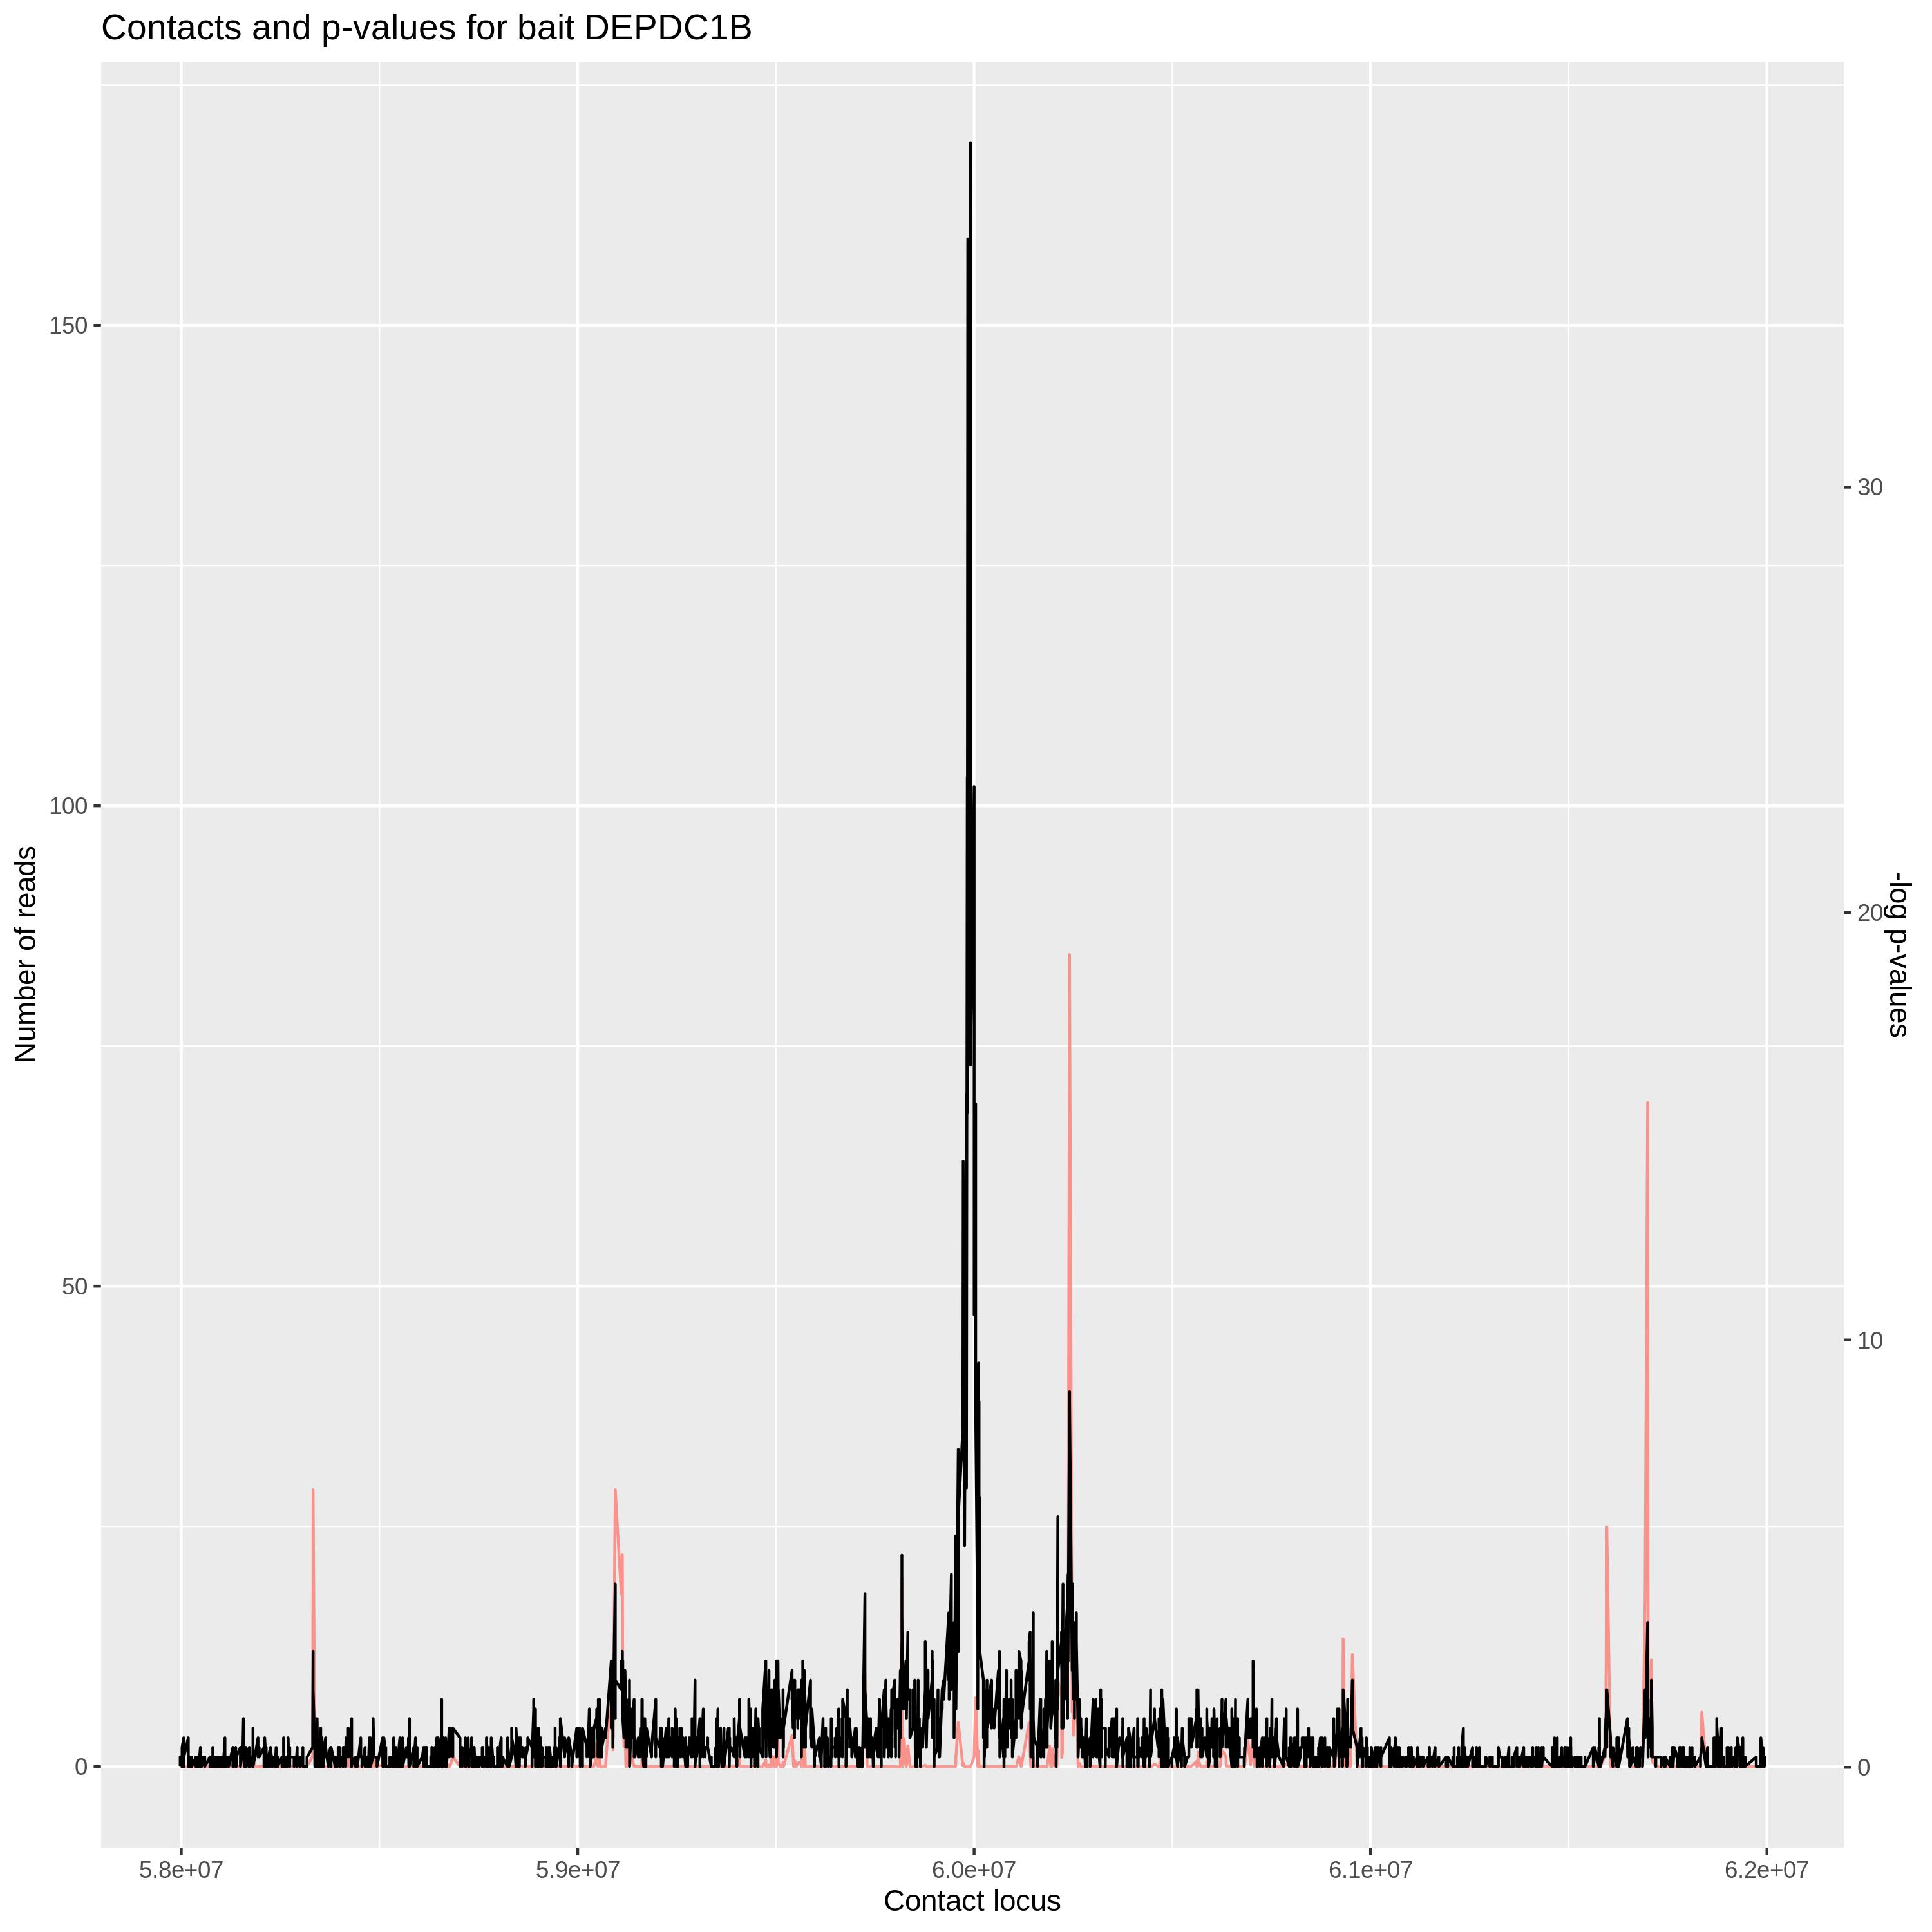 Contacts and p-values for bait DEPDC1B
Number of reads
150
100
50
0
30
20
10
0
-log p-values
5.8e+07
5.9e+07
6.0e+07
6.1e+07
6.2e+07
Contact locus